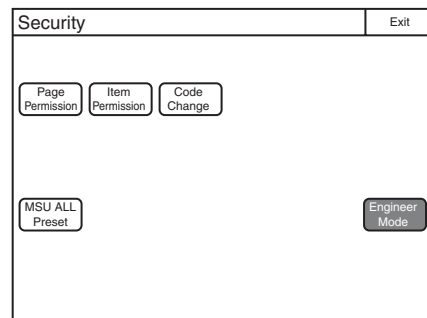 Security
Exit
Page
Permission
Item
Permission
Code
Change
MSU ALL
Preset
Engineer
Mode